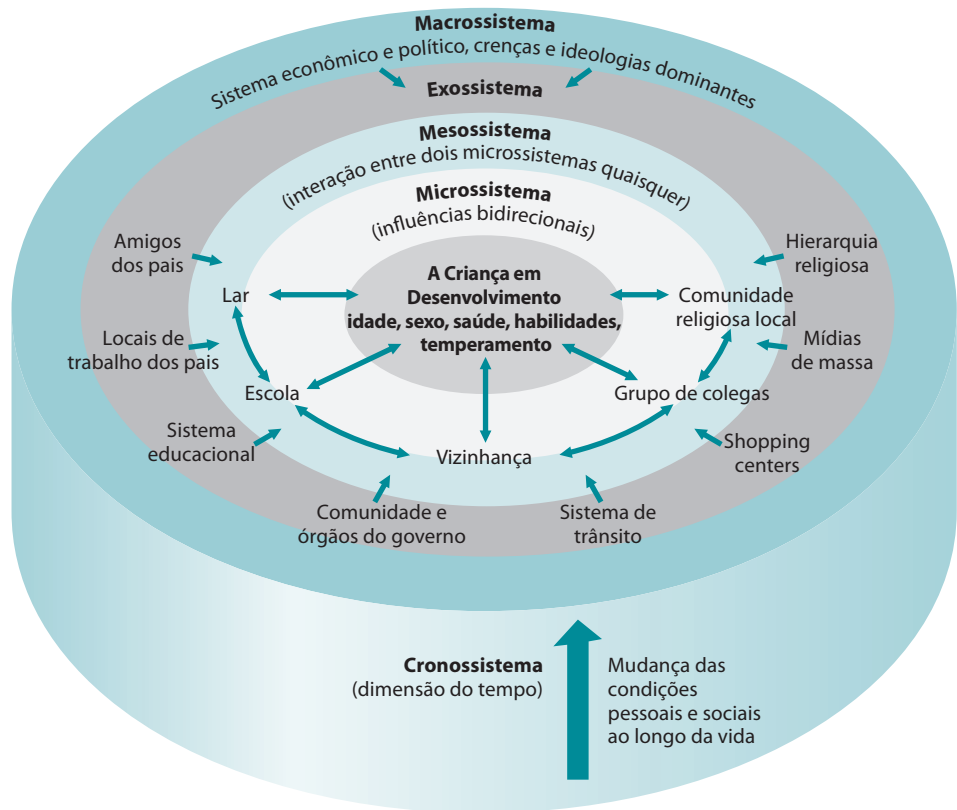 Macrossistema
Sistema econômico e político, crenças e ideologias dominantes
Exossistema
Mesossistema
(interação entre dois microssistemas quaisquer)
Microssistema
(influências bidirecionais)
A Criança em
Desenvolvimento
idade, sexo, saúde, habilidades,
temperamento
Amigos
dos pais
Hierarquia
religiosa
Lar
Comunidade
religiosa local
Locais de
trabalho dos pais
Mídias
de massa
Escola
Grupo de colegas
Sistema
educacional
Shopping
centers
Vizinhança
Comunidade e
órgãos do governo
Sistema de
trânsito
Cronossistema
(dimensão do tempo)
Mudança das
condições
pessoais e sociais
ao longo da vida